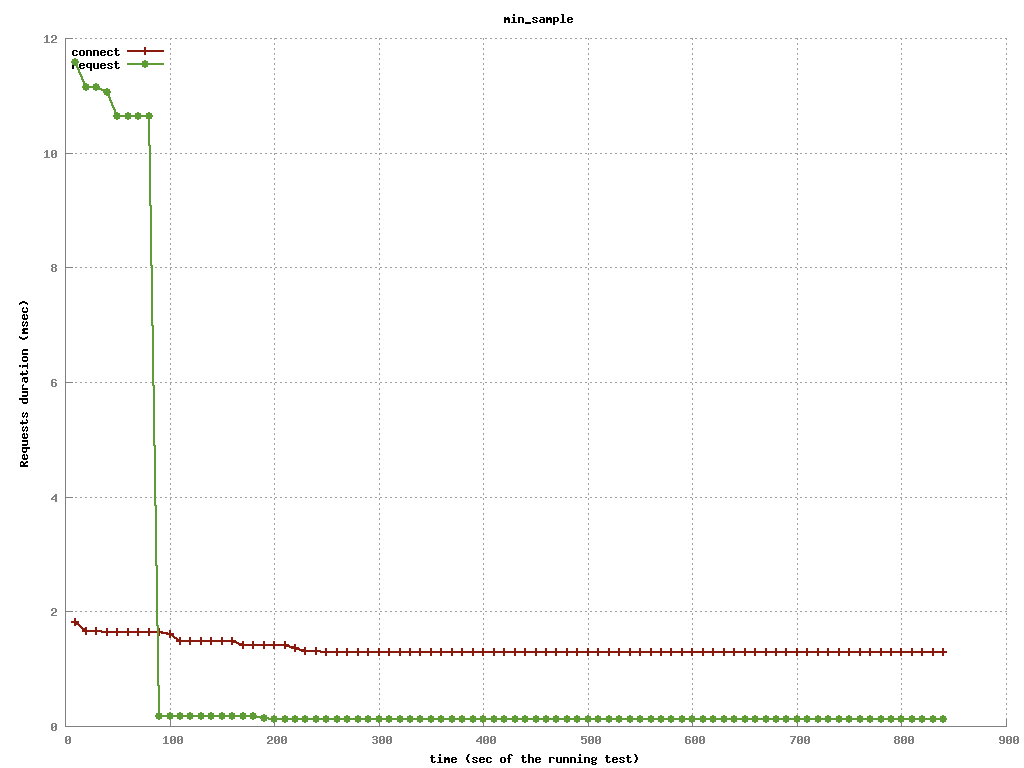 min_sample
12
connect
request
10
8
6
4
2
0
Requests duration (msec)
0 100 200 300 400 500 600 700 800 900
time (sec of the running test)